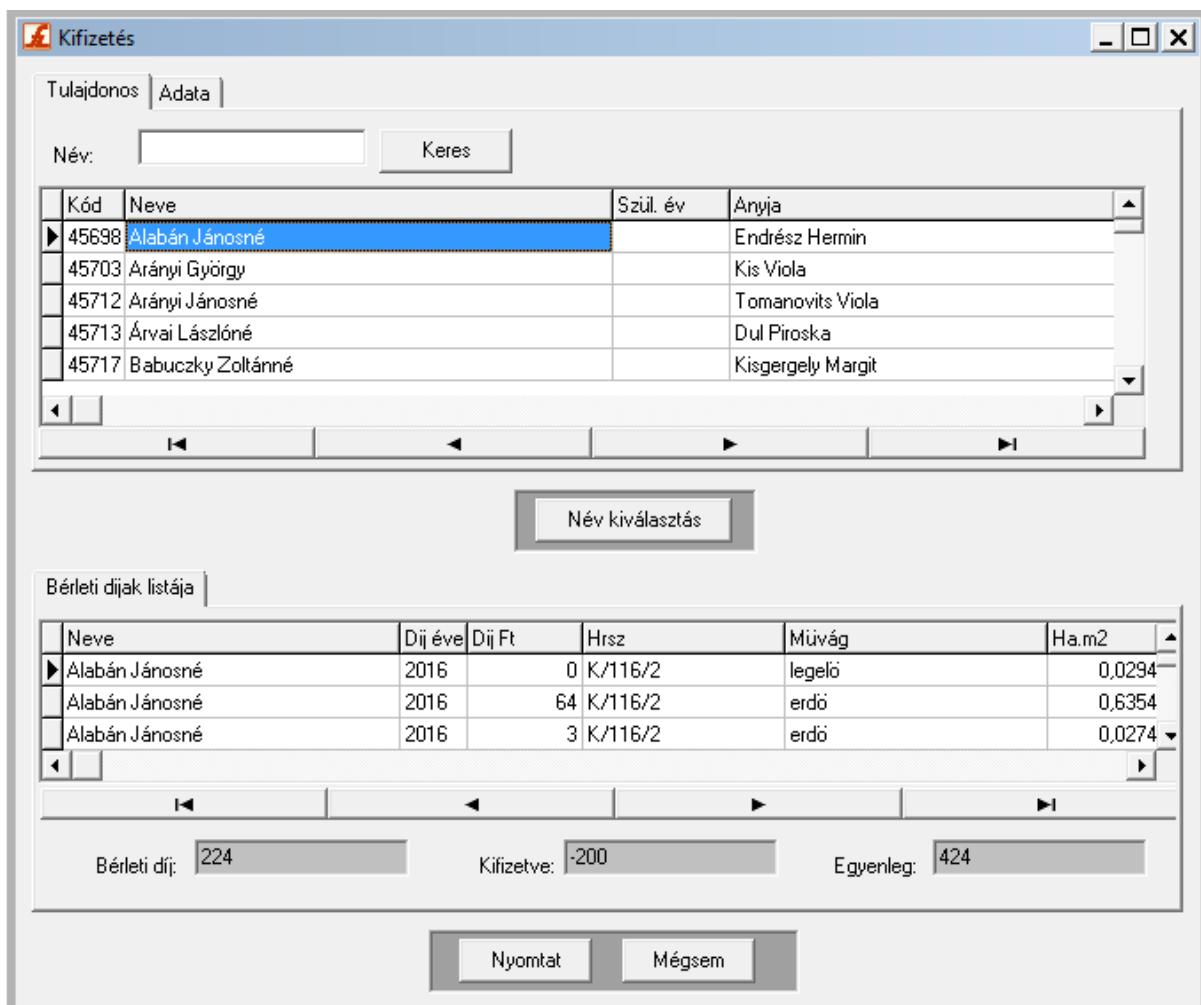 Kifizetés
Tulajdonos Adata
Név: Keres
Kód Neve Szül. év Anyja
45698 Alabán Jánosné Endrész Hermin
45703 Arányi György Kis Viola
45712 Arányi Jánosné Tomanovits Viola
45713 Árvai Lászlóné Dul Piroska
45717 Babuczky Zoltánné Kisgergely Margit
Név kiválasztás
Bérleti dijak listája
Neve Dij éve Dij Ft Hrsz Müvág Ha.m2
Alabán Jánosné 2016 0 K/116/2 legelö 0,0294
Alabán Jánosné 2016 64 K/116/2 erdö 0,6354
Alabán Jánosné 2016 3 K/116/2 erdö 0,0274
Bérleti díj: 224 Kifizetve: -200 Egyenleg: 424
Nyomtat Mégsem